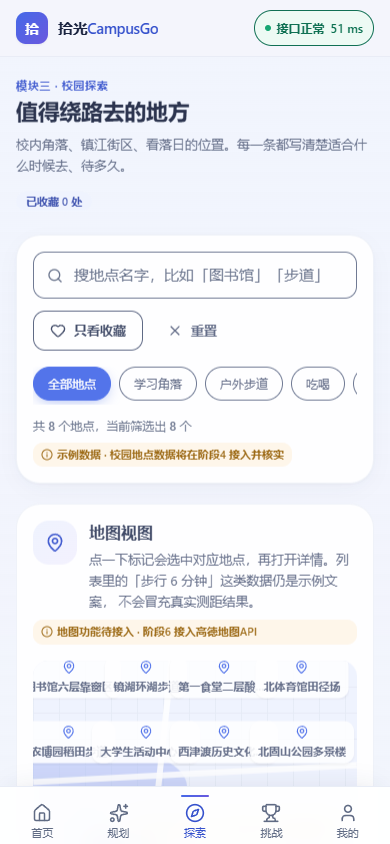 拾 拾光CampusGo 接口正常 51 ms
模块三 · 校园探索
值得绕路去的地方
校内角落、镇江街区、看落日的位置。每一条都写清楚适合什
么时候去、待多久。
已收藏 0 处
搜地点名字，比如「图书馆」「步道」
只看收藏 重置
全部地点 学习角落 户外步道 吃喝
共 8 个地点，当前筛选出 8 个
示例数据 · 校园地点数据将在阶段4 接入并核实
地图视图
点一下标记会选中对应地点，再打开详情。列
表里的「步行 6 分钟」这类数据仍是示例文
案， 不会冒充真实测距结果。
地图功能待接入 · 阶段6 接入高德地图API
书馆六层靠窗 镜湖环湖步 第一食堂二层酸 北体育馆田径场
农博园稻田步 大学生活动中 西津渡历史文化 北固山公园多景楼
首页 规划 探索 挑战 我的